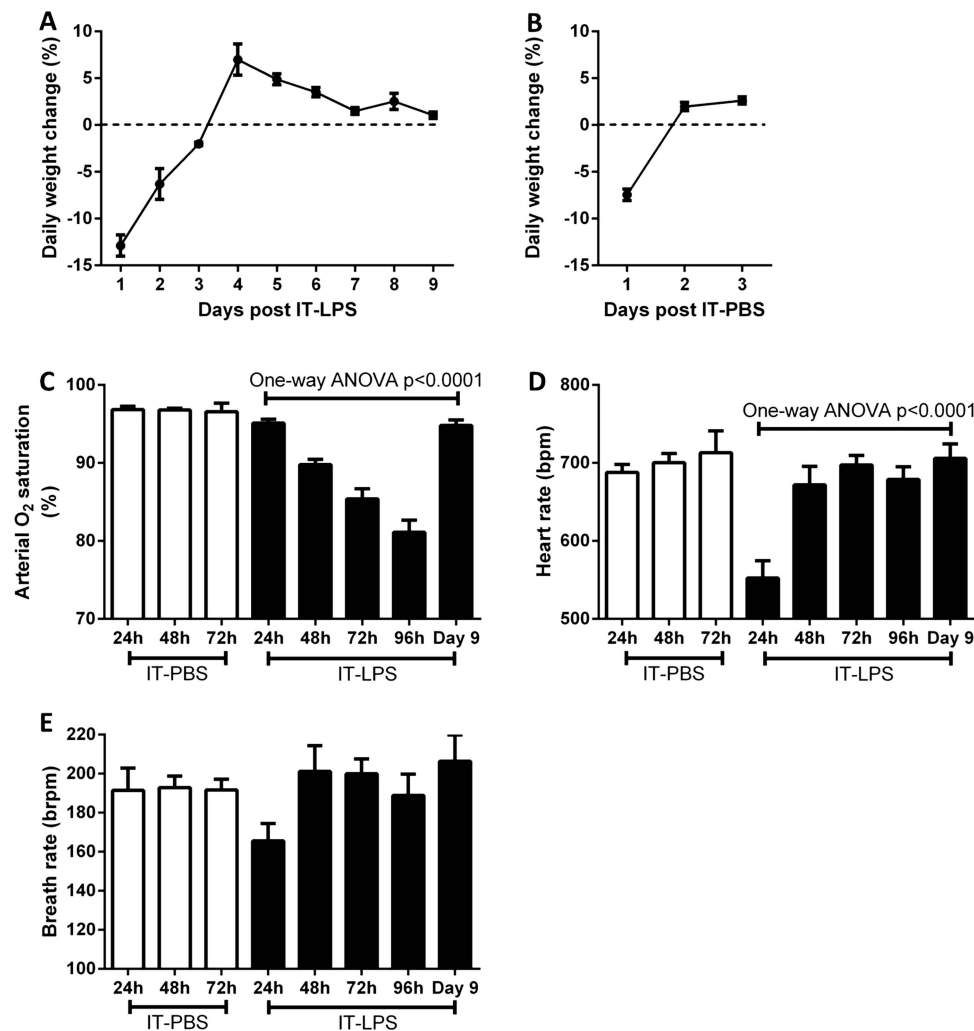 A
Daily weight change (%)
10
5
0
-5
-10
-15
1 2 3 4 5 6 7 8 9
Days post IT-LPS
B
Daily weight change (%)
10
5
0
-5
-10
-15
1 2 3
Days post IT-PBS
C
One-way ANOVA p<0.0001
Arterial O₂ saturation
(%)
100
90
80
70
24h 48h 72h 24h 48h 72h 96h Day 9
IT-PBS IT-LPS
D
One-way ANOVA p<0.0001
Heart rate (bpm)
800
700
600
500
24h 48h 72h 24h 48h 72h 96h Day 9
IT-PBS IT-LPS
E
Breath rate (brpm)
220
200
180
160
140
120
100
24h 48h 72h 24h 48h 72h 96h Day 9
IT-PBS IT-LPS